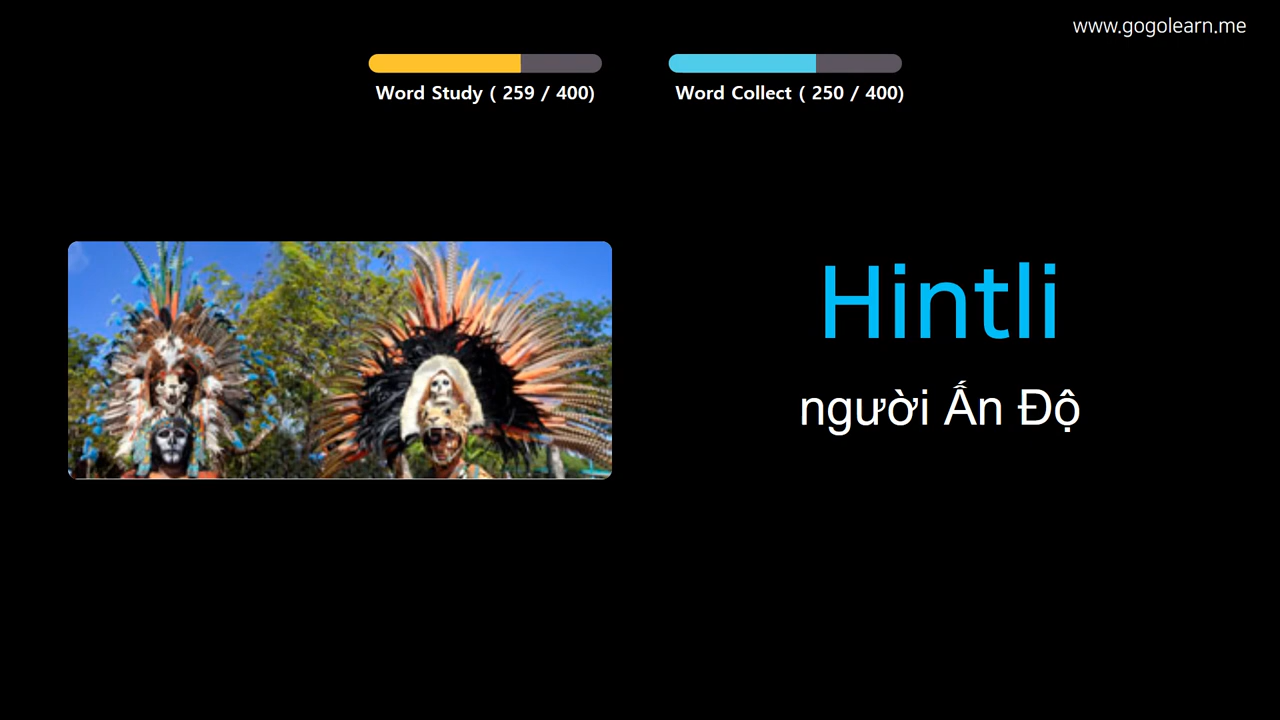 www.gogolearn.me
Word Study ( 259 / 400)
Word Collect ( 250 / 400)
Hintli
người Ấn Độ